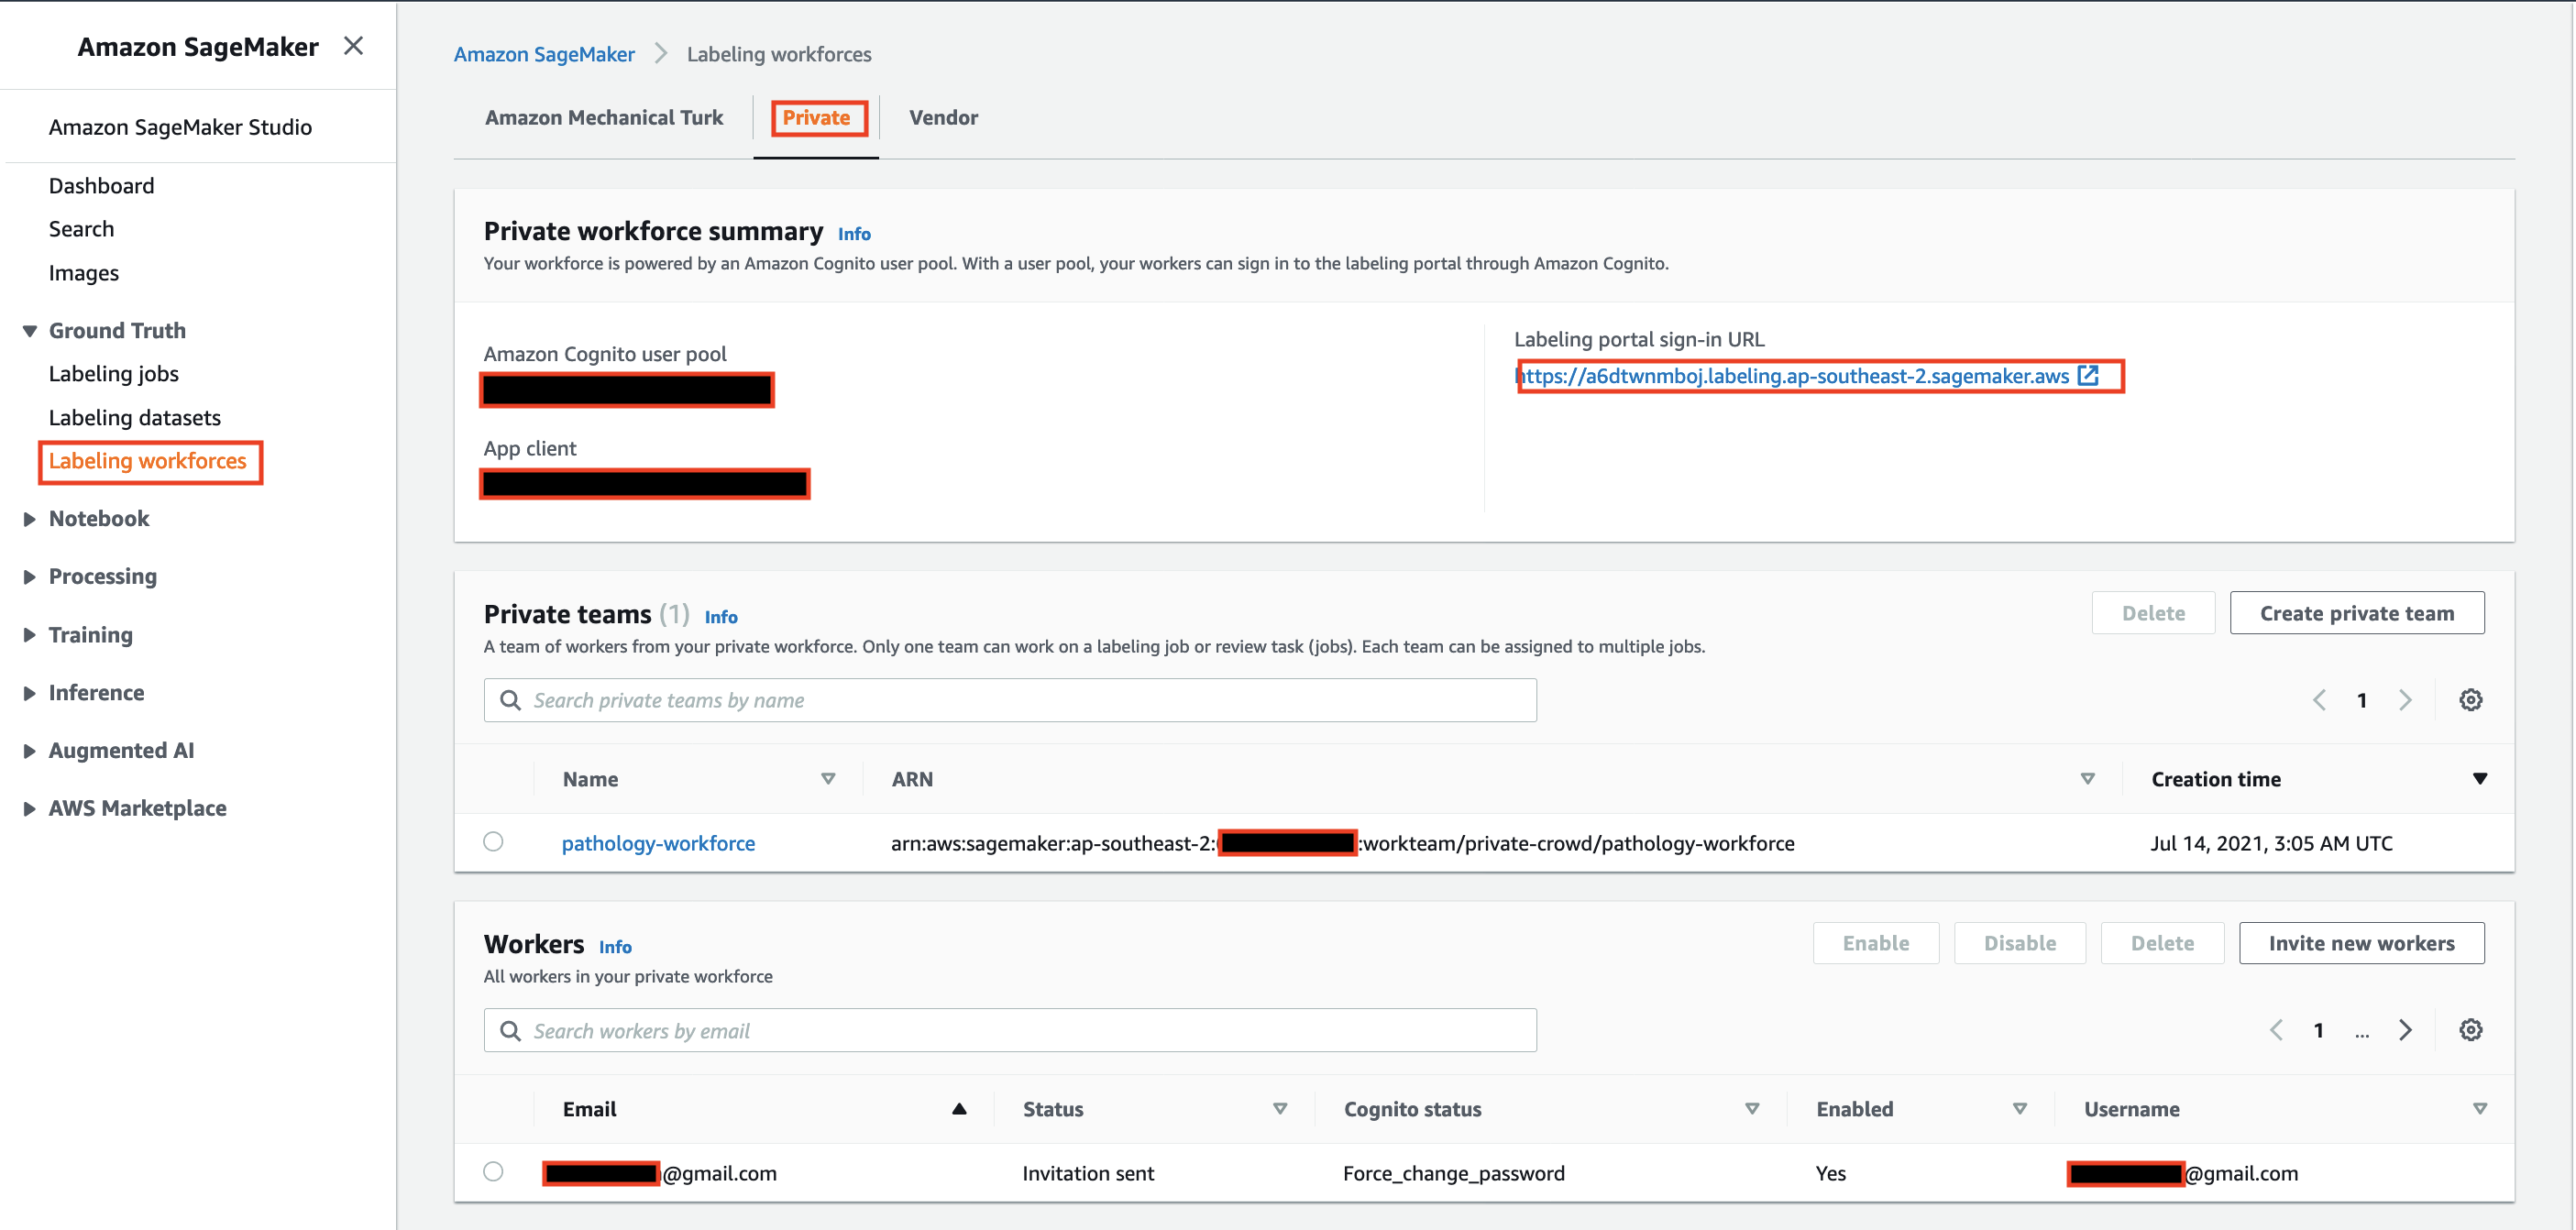 Amazon SageMaker
Amazon SageMaker Studio
Dashboard
Search
Images
Ground Truth
Labeling jobs
Labeling datasets
Labeling workforces
Notebook
Processing
Training
Inference
Augmented AI
AWS Marketplace
Amazon SageMaker > Labeling workforces
Amazon Mechanical Turk Private Vendor
Private workforce summary Info
Your workforce is powered by an Amazon Cognito user pool. With a user pool, your workers can sign in to the labeling portal through Amazon Cognito.
Amazon Cognito user pool
App client
Labeling portal sign-in URL
https://a6dtwnmboj.labeling.ap-southeast-2.sagemaker.aws
Private teams (1) Info
Delete Create private team
A team of workers from your private workforce. Only one team can work on a labeling job or review task (jobs). Each team can be assigned to multiple jobs.
Search private teams by name
1
Name ARN Creation time
pathology-workforce arn:aws:sagemaker:ap-southeast-2: :workteam/private-crowd/pathology-workforce Jul 14, 2021, 3:05 AM UTC
Workers Info
Enable Disable Delete Invite new workers
All workers in your private workforce
Search workers by email
1 ...
Email Status Cognito status Enabled Username
@gmail.com Invitation sent Force_change_password Yes @gmail.com